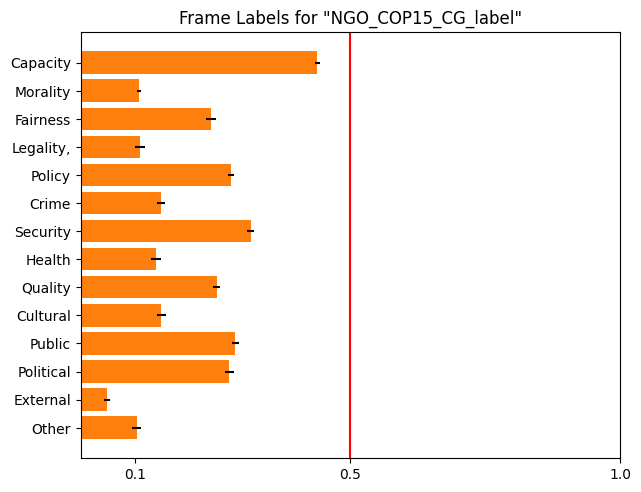 Frame Labels for "NGO_COP15_CG_label"
Capacity
Morality
Fairness
Legality,
Policy
Crime
Security
Health
Quality
Cultural
Public
Political
External
Other
0.1 0.5 1.0